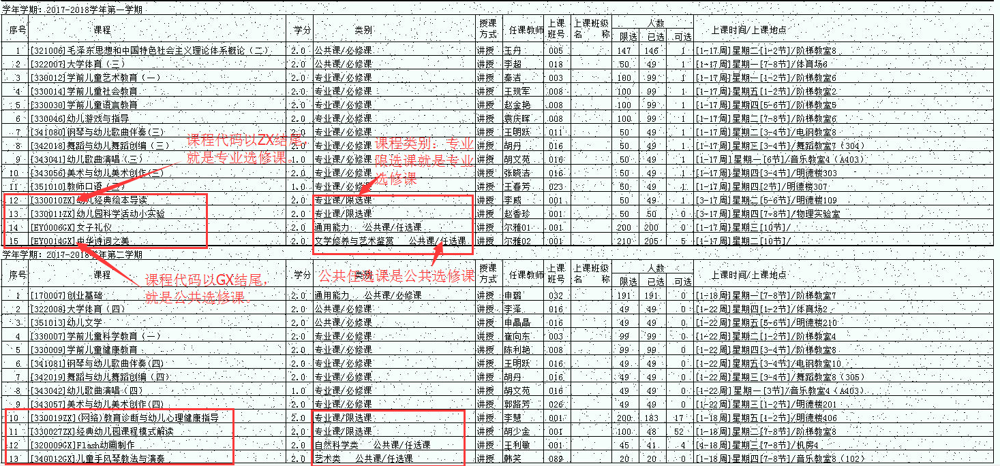 学年学期：2017-2018学年第一学期
序号 课程 学分 类别 授课方式 任课教师 上课班号 上课班级名称 人数 限选 已选 可选 上课时间/上课地点
1 [321006]毛泽东思想和中国特色社会主义理论体系概论（二） 2.0 公共课/必修课 讲授 王丹 005 147 146 1 [1-17周]星期二[1-2节]/阶梯教室8
2 [322007]大学体育（三） 2.0 公共课/必修课 讲授 李超 018 50 49 1 [1-17周]星期一[7-8节]/体育场6
3 [330012]学前儿童艺术教育（一） 2.0 专业课/必修课 讲授 秦洁 003 100 99 1 [1-17周]星期一[1-2节]/阶梯教室6
4 [330014]学前儿童社会教育 2.0 专业课/必修课 讲授 王现军 008 100 99 1 [1-17周]星期五[1-2节]/阶梯教室2
5 [330030]学前儿童语言教育 2.0 专业课/必修课 讲授 赵金艳 008 100 99 1 [1-17周]星期四[5-6节]/阶梯教室5
6 [330046]幼儿游戏与指导 2.0 专业课/必修课 讲授 袁庆晖 008 100 99 1 [1-17周]星期二[7-8节]/阶梯教室6
7 [341080]钢琴与幼儿歌曲伴奏(三) 2.0 专业课/必修课 讲授 王明跃 011 50 49 1 [1-17周]星期二[3-4节]/电钢教室8
8 [342018]舞蹈与幼儿舞蹈创编（三） 2.0 专业课/必修课 讲授 胡丹 016 50 49 1 [1-17周]星期三[3-4节]/舞蹈教室7（304）
9 [343041]幼儿歌曲演唱（三） 1.0 专业课/必修课 讲授 胡文苑 016 50 49 1 [1-17周]星期一[6节]/音乐教室4（A403）
10 [343056]美术与幼儿美术创作(三) 2.0 专业课/必修课 讲授 张晓洁 016 50 49 1 [1-17周]星期四[3-4节]/明德楼303
11 [351010]教师口语 1.0 专业课/必修课 讲授 王春芳 023 50 49 1 [1-17周]星期四[2节]/明德楼307
12 [330010ZX]幼儿经典绘本导读 2.0 专业课/限选课 讲授 李威 001 50 49 1 [3-17周]星期二[5-6节]/明德楼109
13 [330011ZX]幼儿园科学活动小实验 2.0 专业课/限选课 讲授 赵香珍 001 50 50 0 [3-17周]星期四[7-8节]/物理实验室
14 [EY0006GX]女子礼仪 2.0 通用能力 公共课/任选课 讲授 尔雅01 001 200 200 0 [1-17周]星期三[10节]/
15 [EY0014GX]中华诗词之美 2.0 文学修养与艺术鉴赏 公共课/任选课 讲授 尔雅02 001 210 205 5 [1-17周]星期二[10节]/
课程代码以ZX结尾，
就是专业选修课。
课程类别：专业
限选课就是专业
选修课
学年学期：2017-2018学年第二学期
课程代码以GX结尾，
就是公共选修课。
公共任选课是公共选修课
序号 课程 学分 类别 授课方式 任课教师 上课班号 上课班级名称 人数 限选 已选 可选 上课时间/上课地点
1 [170007]创业基础 2.0 通用能力 公共课/必修课 讲授 申璐 032 191 191 0 [1-18周]星期一[7-8节]/阶梯教室7
2 [322008]大学体育（四） 2.0 公共课/必修课 讲授 李泽 016 49 49 0 [1-22周]星期四[1-2节]/体育场2
3 [351013]幼儿文学 2.0 公共课/必修课 讲授 申晶晶 016 49 49 0 [1-22周]星期五[5-6节]/明德楼210
4 [330007]学前儿童科学教育（一） 2.0 专业课/必修课 讲授 崔向东 003 99 99 0 [1-22周]星期二[1-2节]/阶梯教室4
5 [330009]学前儿童健康教育 2.0 专业课/必修课 讲授 陈利艳 008 99 99 0 [1-22周]星期四[3-4节]/阶梯教室8
6 [341081]钢琴与幼儿歌曲伴奏(四) 2.0 专业课/必修课 讲授 王明跃 016 49 49 0 [1-22周]星期五[3-4节]/电钢教室10
7 [342019]舞蹈与幼儿舞蹈创编（四） 2.0 专业课/必修课 讲授 胡丹 016 49 49 0 [1-22周]星期三[3-4节]/舞蹈教室8（305）
8 [343042]幼儿歌曲演唱（四） 1.0 专业课/必修课 讲授 胡文苑 016 49 49 0 [1-22周]星期一[3节]/音乐教室4（A403）
9 [343057]美术与幼儿美术创作(四) 2.0 专业课/必修课 讲授 郭路芳 026 49 49 0 [1-22周]星期三[1-2节]/明德楼201
10 [330019ZX](网络)教育诊断与幼儿心理健康指导 2.0 专业课/限选课 讲授 李慧 001 200 183 17 [1-18周]星期五[1-2节]/明德楼406
11 [330027ZX]经典幼儿园课程模式解读 2.0 专业课/限选课 讲授 胡少金 001 100 48 52 [1-18周]星期二[7-8节]/阶梯教室8
12 [320009GX]Flash动画制作 2.0 自然科学类 公共课/任选课 讲授 王利敏 001 45 41 4 [4-18周]星期三[7-8节]/机房4
13 [340012GX]儿童手风琴教法与演奏 2.0 艺术类 公共课/任选课 讲授 韩笑 089 20 20 0 [1-18周]星期四[7-8节]/音乐教室8（102）